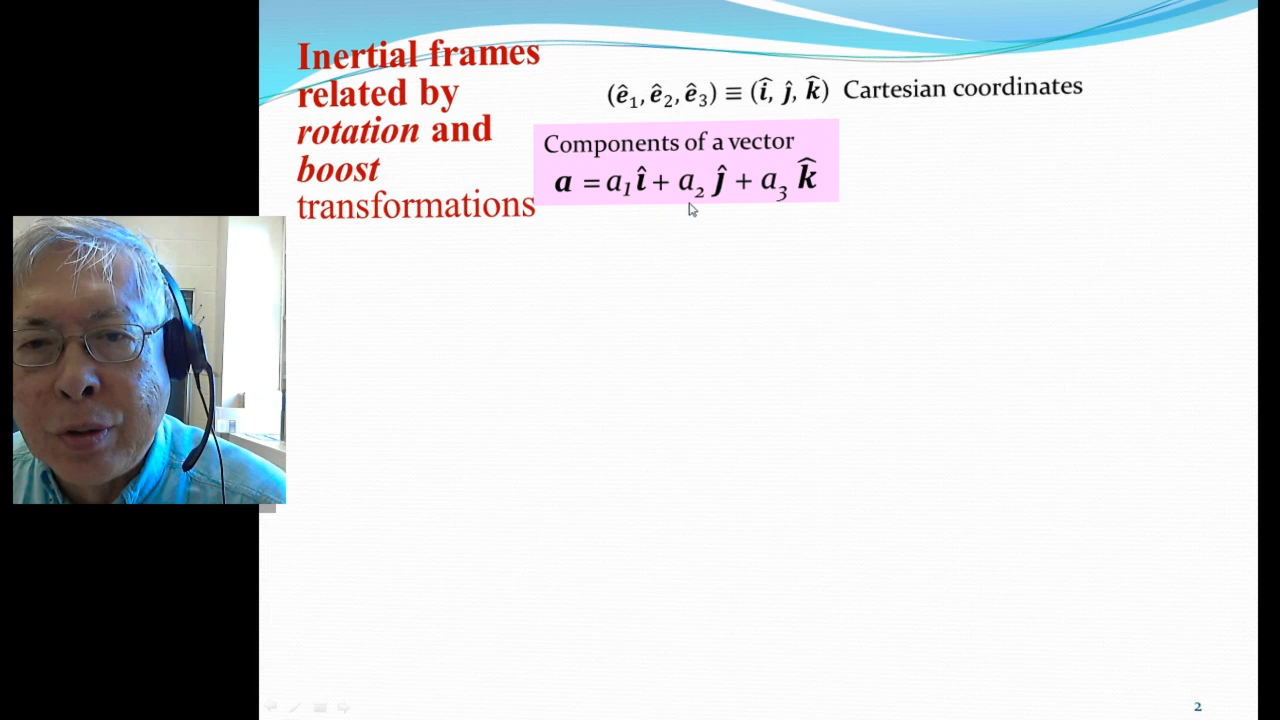 Inertial frames
related by
rotation and
boost
transformations
(ê₁, ê₂, ê₃) ≡ (î, ĵ, k̂) Cartesian coordinates
Components of a vector
a = a₁ î + a₂ ĵ + a₃ k̂
2